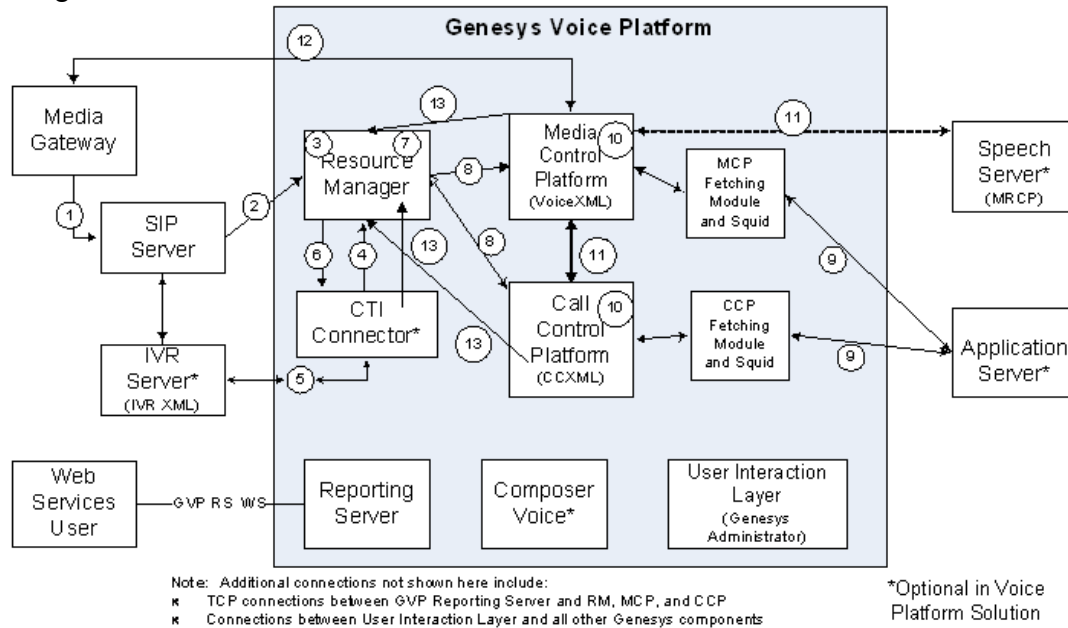 Genesys Voice Platform
12
Media
Gateway
13
3
7
Resource
Manager
8
Media
10
Control
Platform
(VoiceXML)
11
MCP
Fetching
Module
and Squid
Speech
Server*
(MRCP)
1
2
SIP
Server
6
4
13
8
11
9
CTI
Connector*
13
Call
10
Control
Platform
(CCXML)
CCP
Fetching
Module
and Squid
9
Application
Server*
IVR
Server*
(IVR XML)
5
Web
Services
User
GVP RS WS
Reporting
Server
Composer
Voice*
User Interaction
Layer
(Genesys
Administrator)
Note: Additional connections not shown here include:
ĸ TCP connections between GVP Reporting Server and RM, MCP, and CCP
ĸ Connections between User Interaction Layer and all other Genesys components
*Optional in Voice
Platform Solution